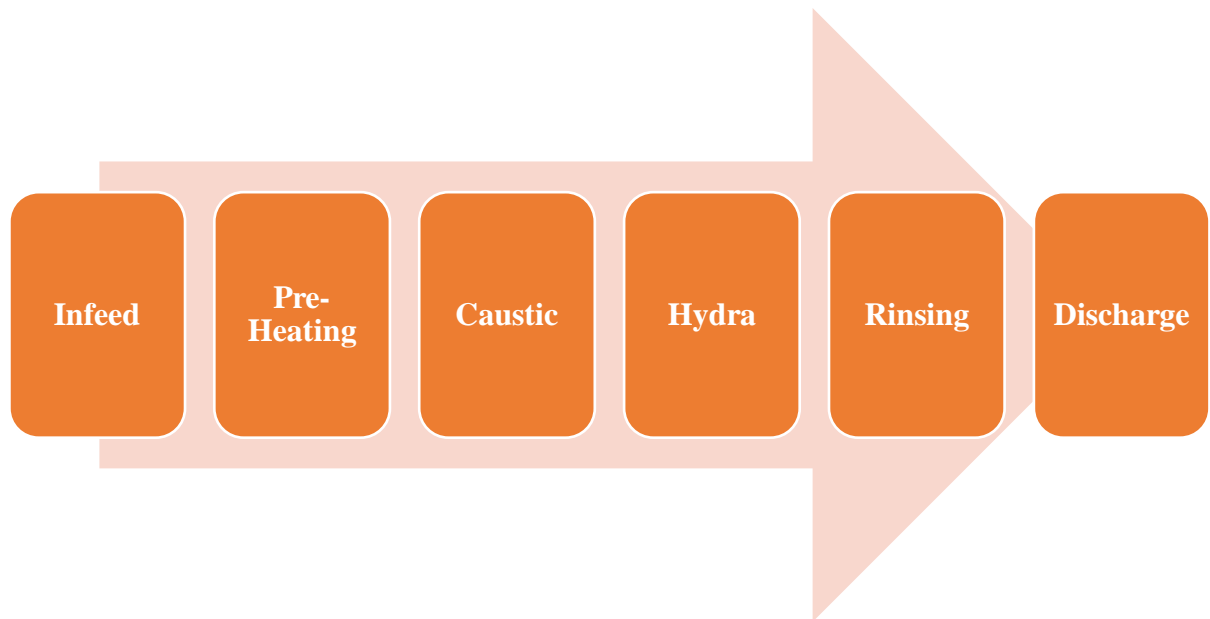 Infeed
Pre-
Heating
Caustic
Hydra
Rinsing
Discharge